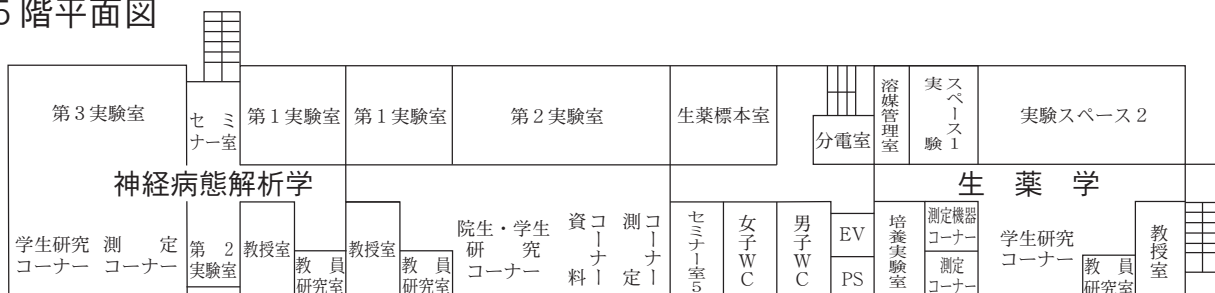 5階平面図
第3実験室
セミ
ナー室
第1実験室
第1実験室
第2実験室
生薬標本室
分電室
溶媒管理室
実験
スペース1
実験スペース2
神経病態解析学
生薬学
学生研究
コーナー
測定
コーナー
第2
実験室
教授室
教員
研究室
教授室
教員
研究室
院生・学生
研究
コーナー
資料
コーナー
測定
コーナー
セミナー室5
女子WC
男子WC
EV
PS
培養実験室
測定機器
コーナー
測定
コーナー
学生研究
コーナー
教員
研究室
教授室